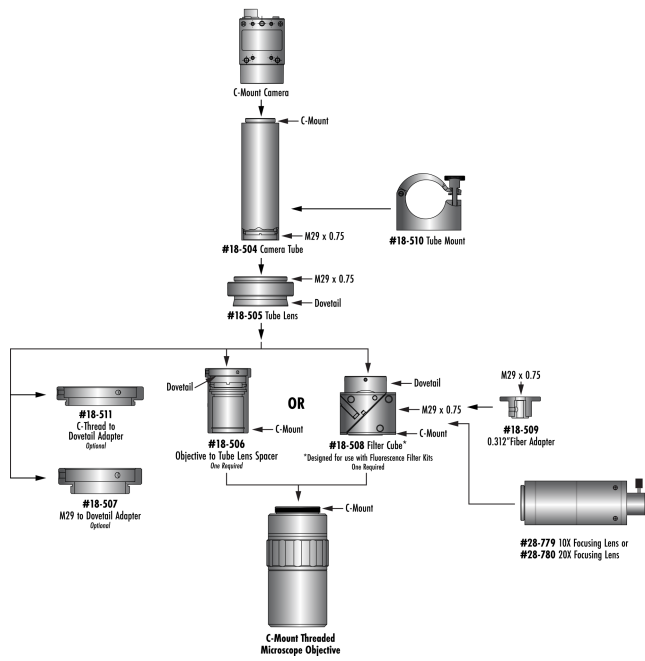 C-Mount Camera
C-Mount
M29 x 0.75
#18-504 Camera Tube
#18-510 Tube Mount
M29 x 0.75
Dovetail
#18-505 Tube Lens
#18-511
C-Thread to
Dovetail Adapter
Optional
#18-507
M29 to Dovetail Adapter
Optional
Dovetail
C-Mount
#18-506
Objective to Tube Lens Spacer
One Required
OR
Dovetail
M29 x 0.75
C-Mount
#18-508 Filter Cube*
*Designed for use with Fluorescence Filter Kits
One Required
M29 x 0.75
#18-509
0.312"Fiber Adapter
#28-779 10X Focusing Lens or
#28-780 20X Focusing Lens
C-Mount
C-Mount Threaded
Microscope Objective